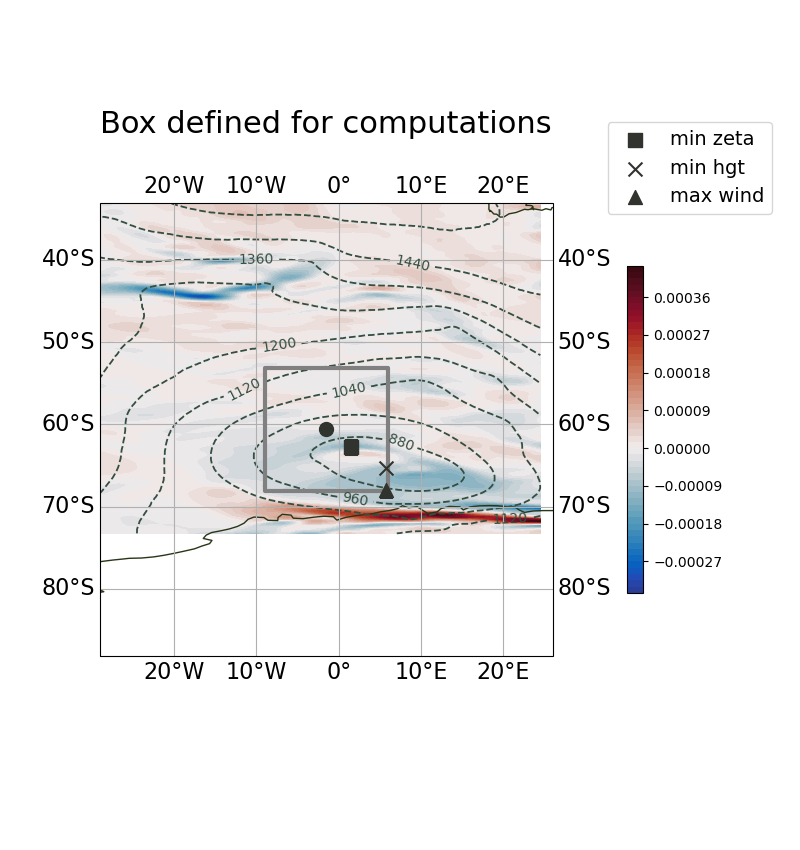 Box defined for computations
min zeta
min hgt
max wind
20°W 10°W 0° 10°E 20°E
40°S 1360 1440 40°S
50°S 1200 50°S
1120 1040
60°S 880 60°S
70°S 960 1120 70°S
80°S 80°S
20°W 10°W 0° 10°E 20°E
0.00036
0.00027
0.00018
0.00009
0.00000
−0.00009
−0.00018
−0.00027